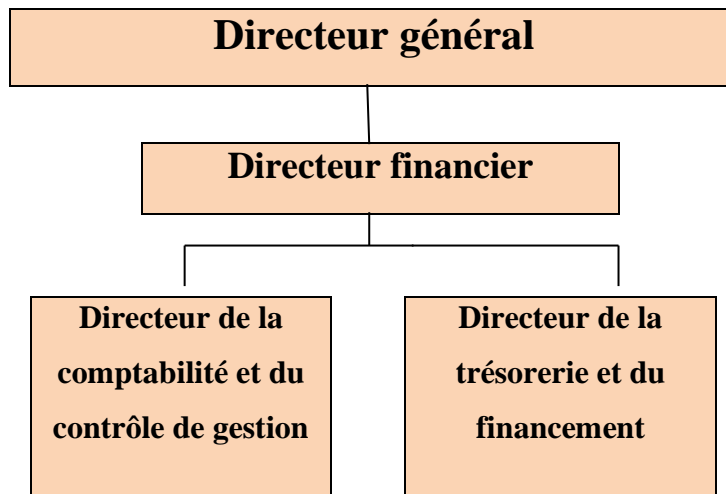 Directeur général
Directeur financier
Directeur de la
comptabilité et du
contrôle de gestion
Directeur de la
trésorerie et du
financement